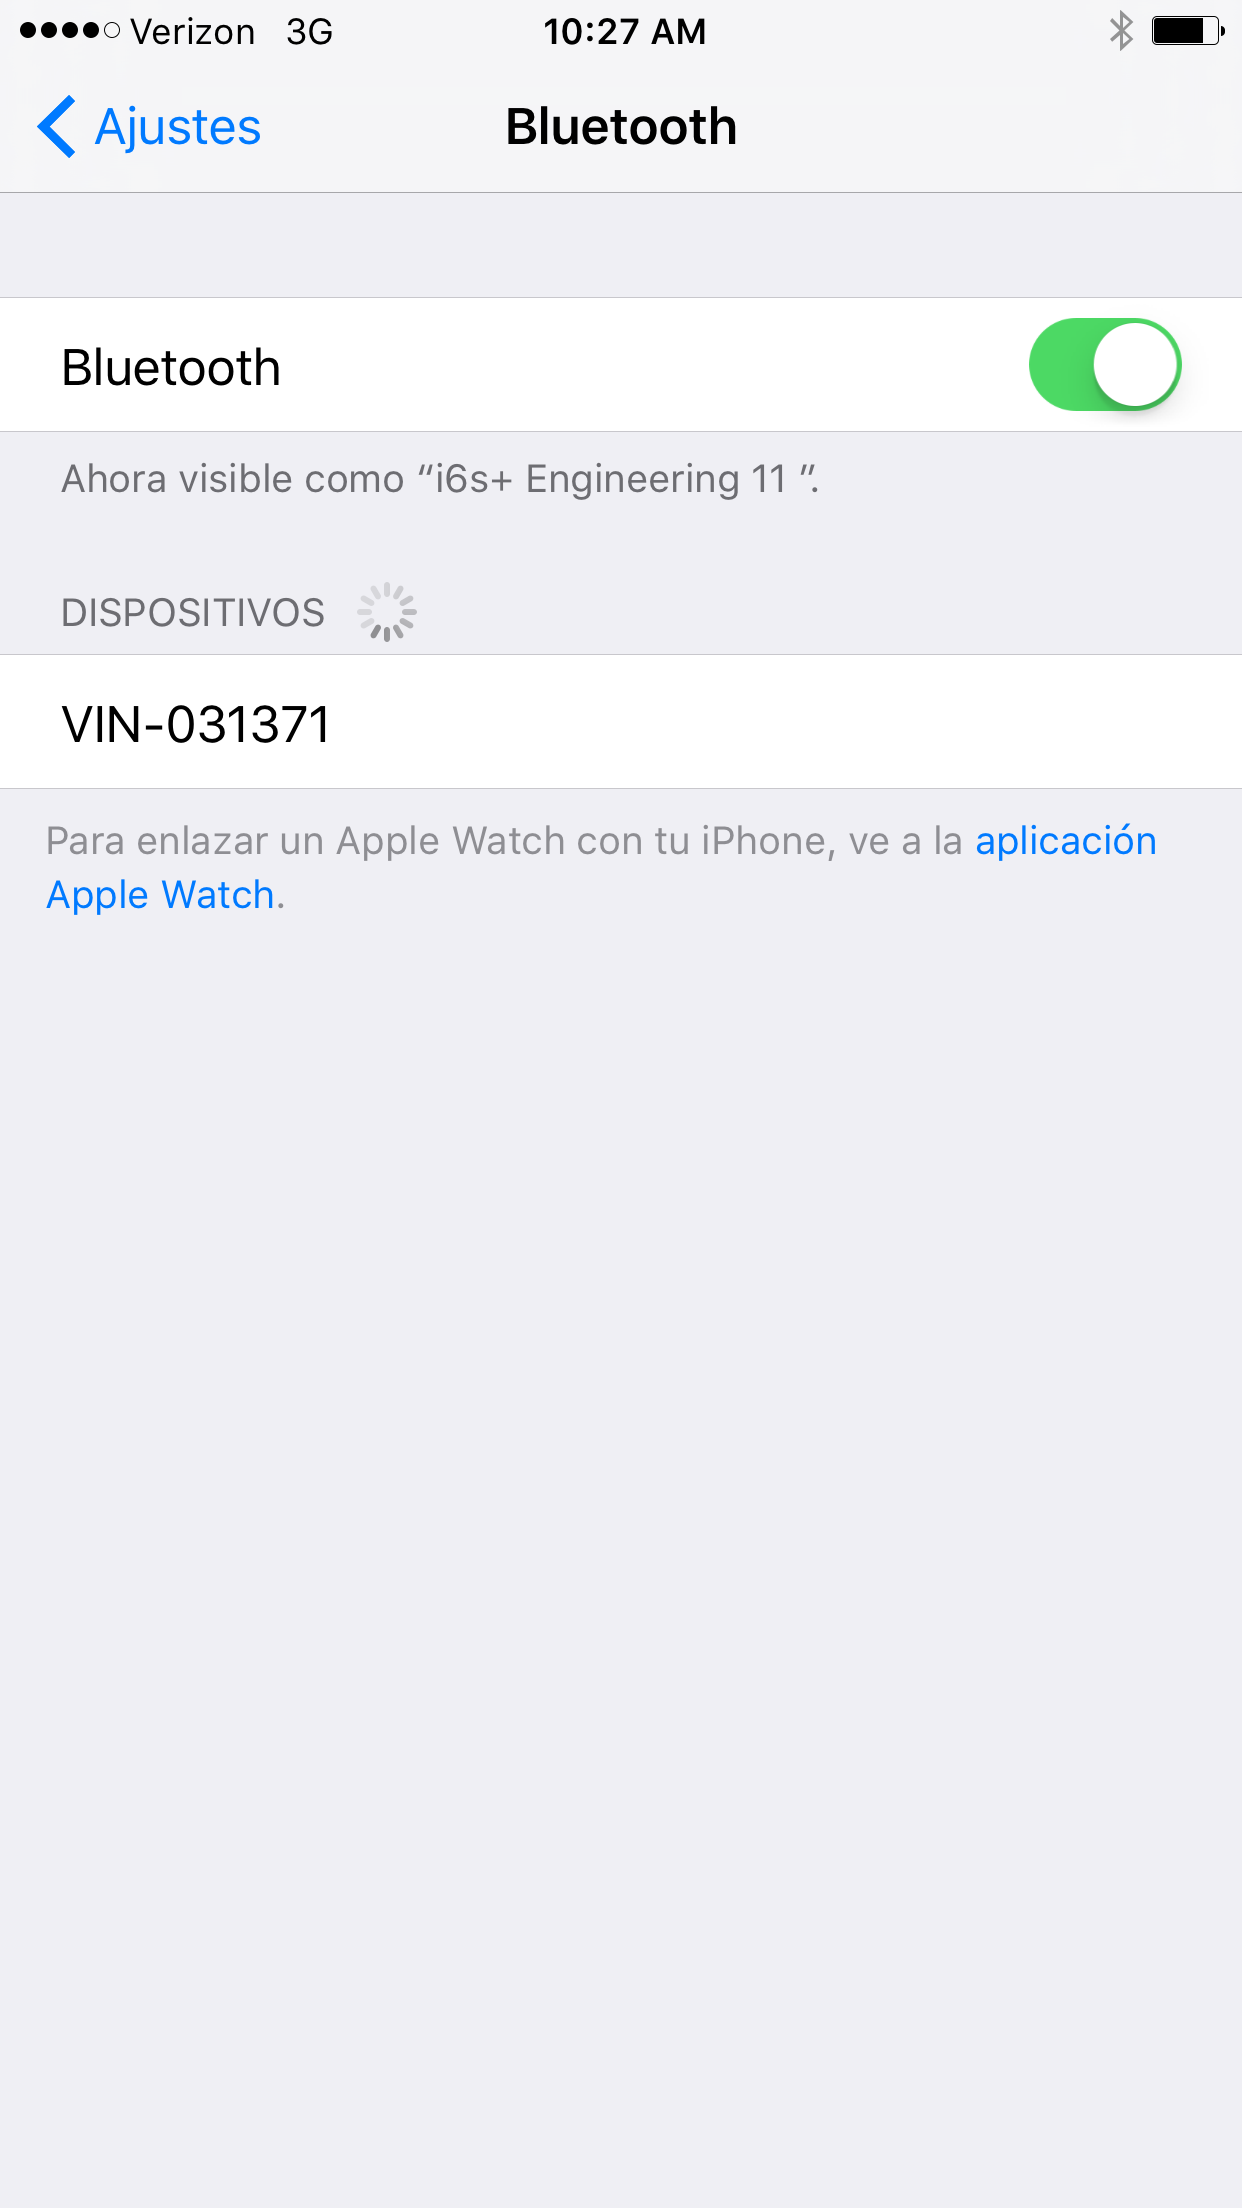 Verizon 3G 10:27 AM
Ajustes Bluetooth
Bluetooth
Ahora visible como “i6s+ Engineering 11 ”.
DISPOSITIVOS
VIN-031371
Para enlazar un Apple Watch con tu iPhone, ve a la aplicación
Apple Watch.